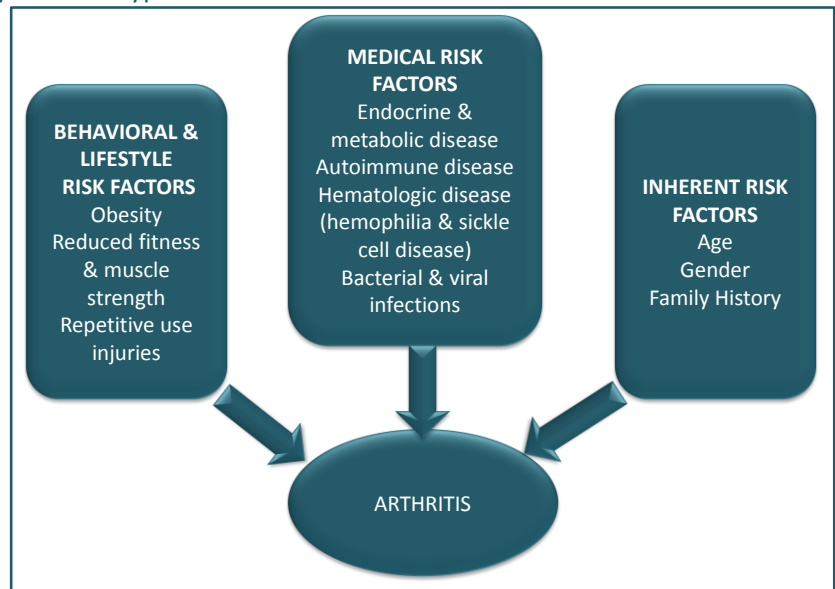 BEHAVIORAL &
LIFESTYLE
RISK FACTORS
Obesity
Reduced fitness
& muscle
strength
Repetitive use
injuries
MEDICAL RISK
FACTORS
Endocrine &
metabolic disease
Autoimmune disease
Hematologic disease
(hemophilia & sickle
cell disease)
Bacterial & viral
infections
INHERENT RISK
FACTORS
Age
Gender
Family History
ARTHRITIS